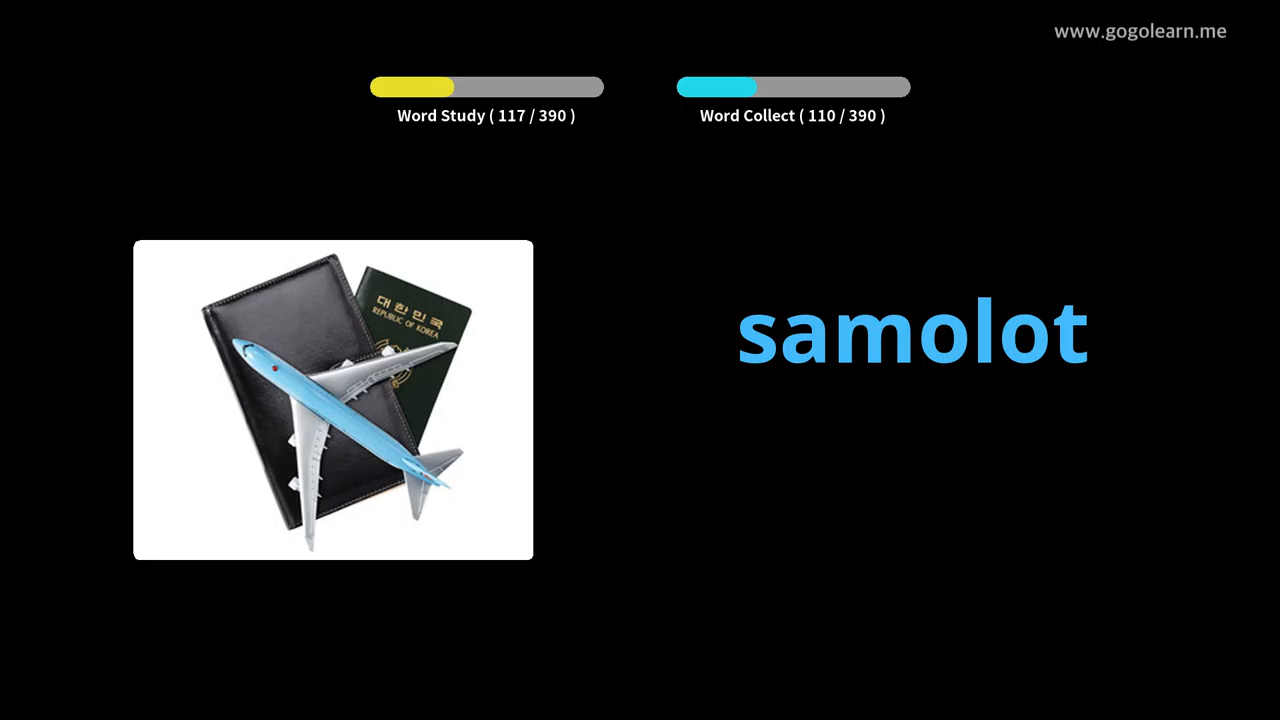 www.gogolearn.me
Word Study ( 117 / 390 )
Word Collect ( 110 / 390 )
대한민국
REPUBLIC OF KOREA
samolot